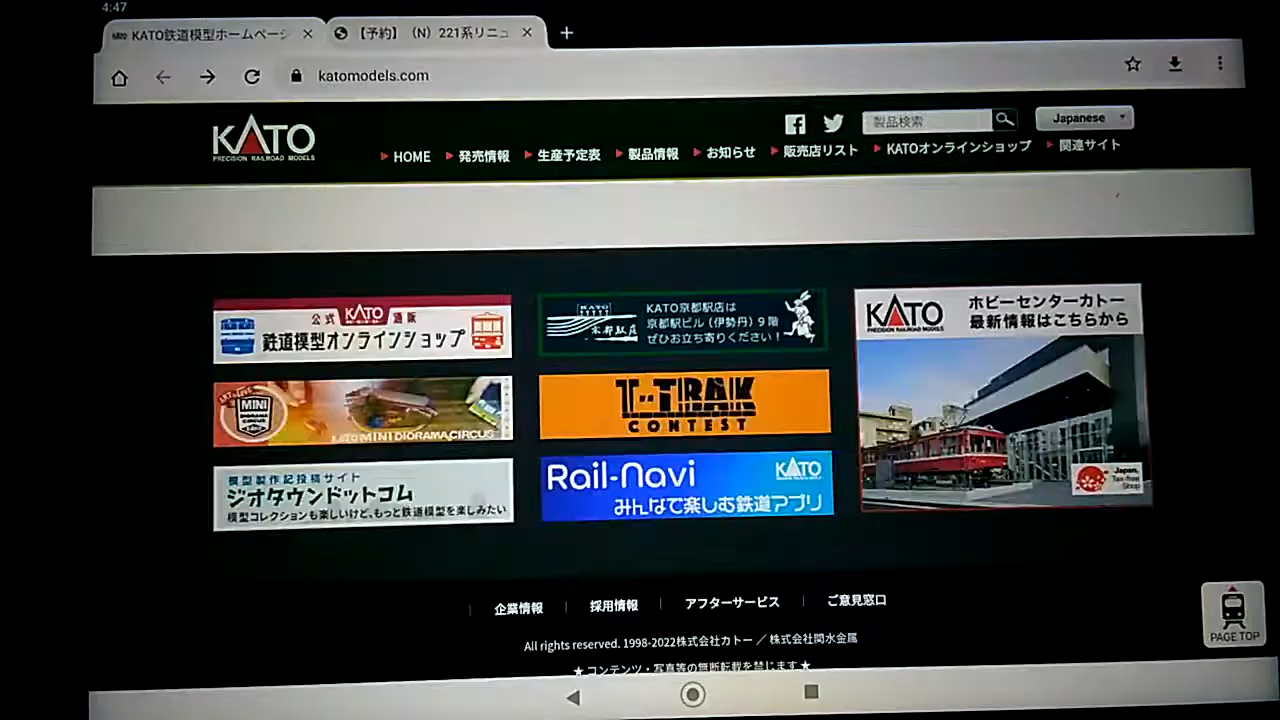 4:47
KATO鉄道模型ホームページ
【予約】（N）221系リニュ
katomodels.com
KATO
PRECISION RAILROAD MODELS
製品検索
Japanese
HOME 発売情報 生産予定表 製品情報 お知らせ 販売店リスト KATOオンラインショップ 関連サイト
公式 KATO 通販
鉄道模型オンラインショップ
KATO
京都駅店
KATO京都駅店は
京都駅ビル（伊勢丹）9階
ぜひお立ち寄りください！
KATO
PRECISION RAILROAD MODELS
ホビーセンターカトー
最新情報はこちらから
Japan,
Tax-free
Shop
MINI
DIORAMA
CIRCUS
KATO MINI DIORAMA CIRCUS
T-TRAK
CONTEST
模型製作記投稿サイト
ジオタウンドットコム
模型コレクションも楽しいけど、もっと鉄道模型を楽しみたい
Rail-Navi
KATO
みんなで楽しむ鉄道アプリ
企業情報 採用情報 アフターサービス ご意見窓口
All rights reserved. 1998-2022株式会社カトー ／ 株式会社関水金属
★ コンテンツ・写真等の無断転載を禁じます ★
PAGE TOP